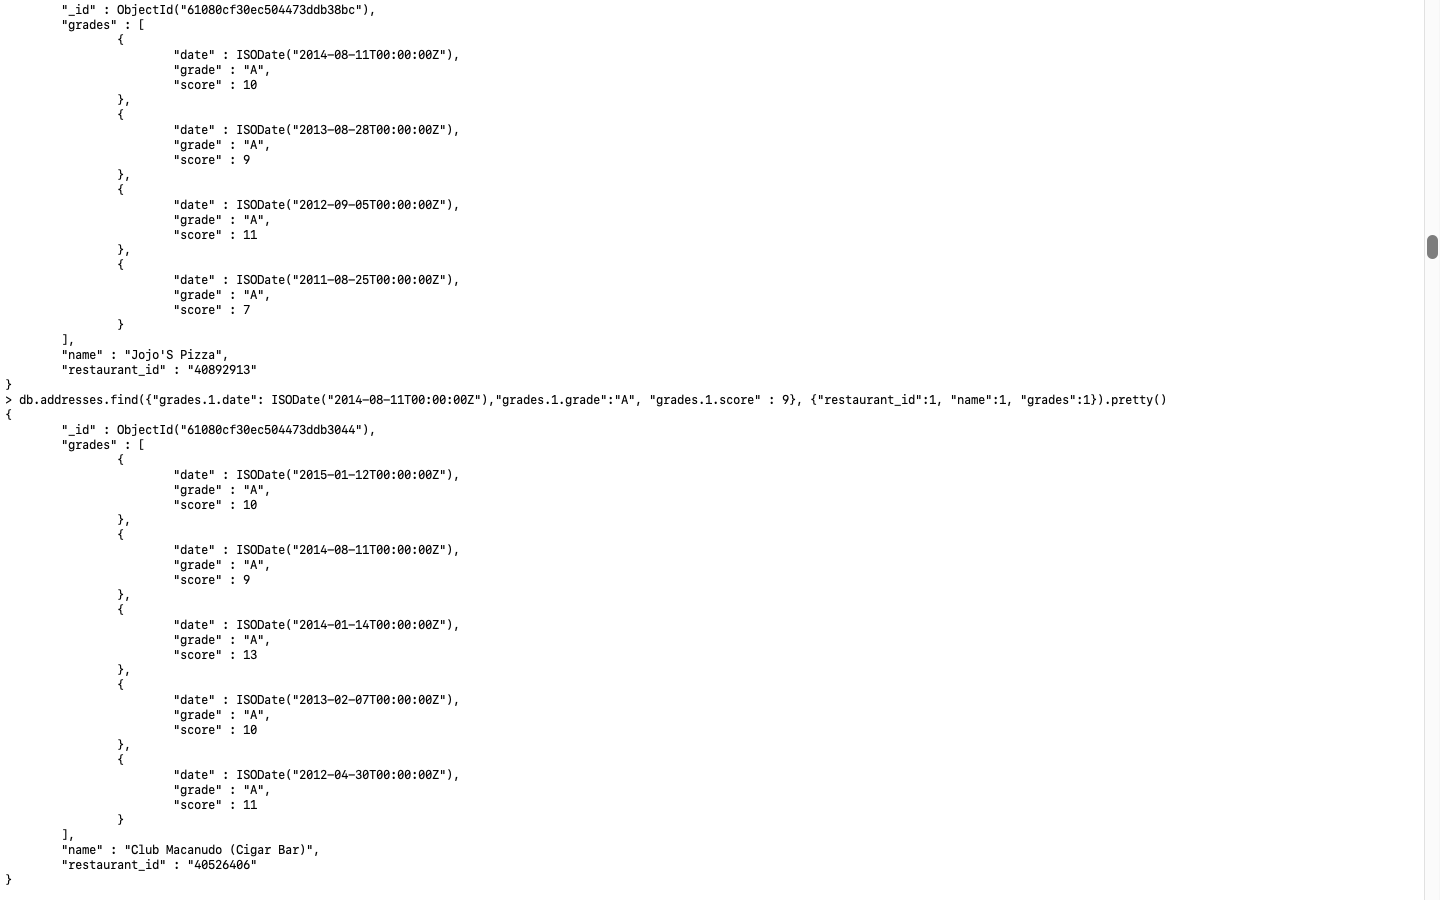 "_id" : ObjectId("61080cf30ec504473ddb38bc"),
"grades" : [
{
"date" : ISODate("2014-08-11T00:00:00Z"),
"grade" : "A",
"score" : 10
},
{
"date" : ISODate("2013-08-28T00:00:00Z"),
"grade" : "A",
"score" : 9
},
{
"date" : ISODate("2012-09-05T00:00:00Z"),
"grade" : "A",
"score" : 11
},
{
"date" : ISODate("2011-08-25T00:00:00Z"),
"grade" : "A",
"score" : 7
}
],
"name" : "Jojo'S Pizza",
"restaurant_id" : "40892913"
}
> db.addresses.find({"grades.1.date": ISODate("2014-08-11T00:00:00Z"),"grades.1.grade":"A", "grades.1.score" : 9}, {"restaurant_id":1, "name":1, "grades":1}).pretty()
{
"_id" : ObjectId("61080cf30ec504473ddb3044"),
"grades" : [
{
"date" : ISODate("2015-01-12T00:00:00Z"),
"grade" : "A",
"score" : 10
},
{
"date" : ISODate("2014-08-11T00:00:00Z"),
"grade" : "A",
"score" : 9
},
{
"date" : ISODate("2014-01-14T00:00:00Z"),
"grade" : "A",
"score" : 13
},
{
"date" : ISODate("2013-02-07T00:00:00Z"),
"grade" : "A",
"score" : 10
},
{
"date" : ISODate("2012-04-30T00:00:00Z"),
"grade" : "A",
"score" : 11
}
],
"name" : "Club Macanudo (Cigar Bar)",
"restaurant_id" : "40526406"
}